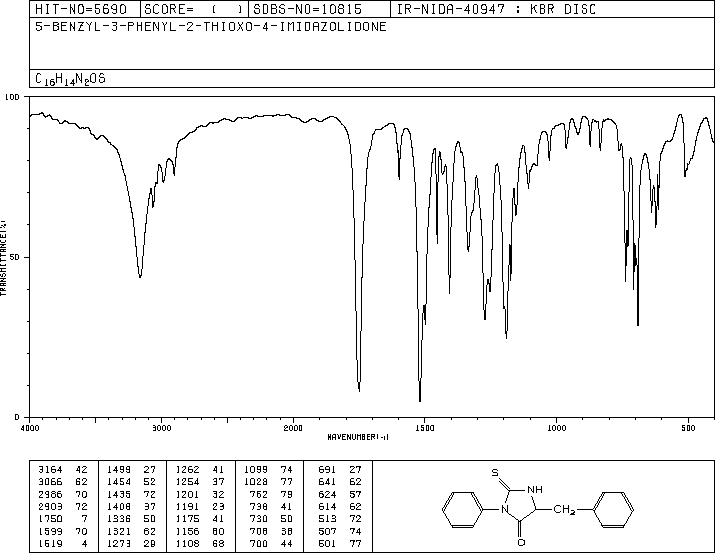 HIT-NO=5690 SCORE= ( ) SDBS-NO=10815 IR-NIDA-40947 : KBR DISC
5-BENZYL-3-PHENYL-2-THIOXO-4-IMIDAZOLIDONE
C16H14N2OS
100
50
0
TRANSMITTANCE(%)
4000 3000 2000 1500 1000 500
WAVENUMBER(-1)
3164 42 1499 27 1262 41 1099 74 691 27
3066 62 1454 52 1254 37 1028 77 641 62
2986 70 1435 72 1201 32 762 79 624 57
2903 72 1408 37 1191 23 738 41 614 62
1750 7 1336 50 1175 41 730 50 513 72
1599 70 1321 62 1156 60 708 38 507 74
1519 4 1273 29 1108 68 700 44 501 77
S
NH
N
CH2
O